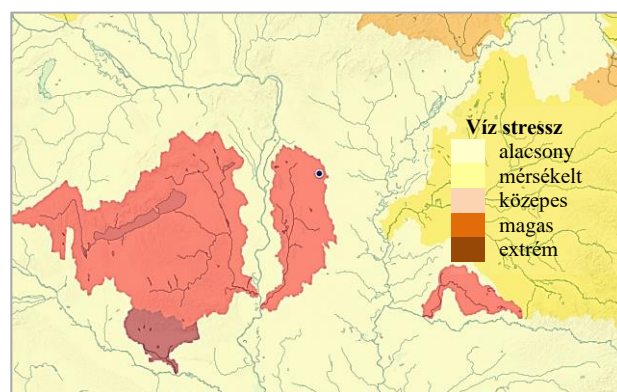 Víz stressz
alacsony
mérsékelt
közepes
magas
extrém